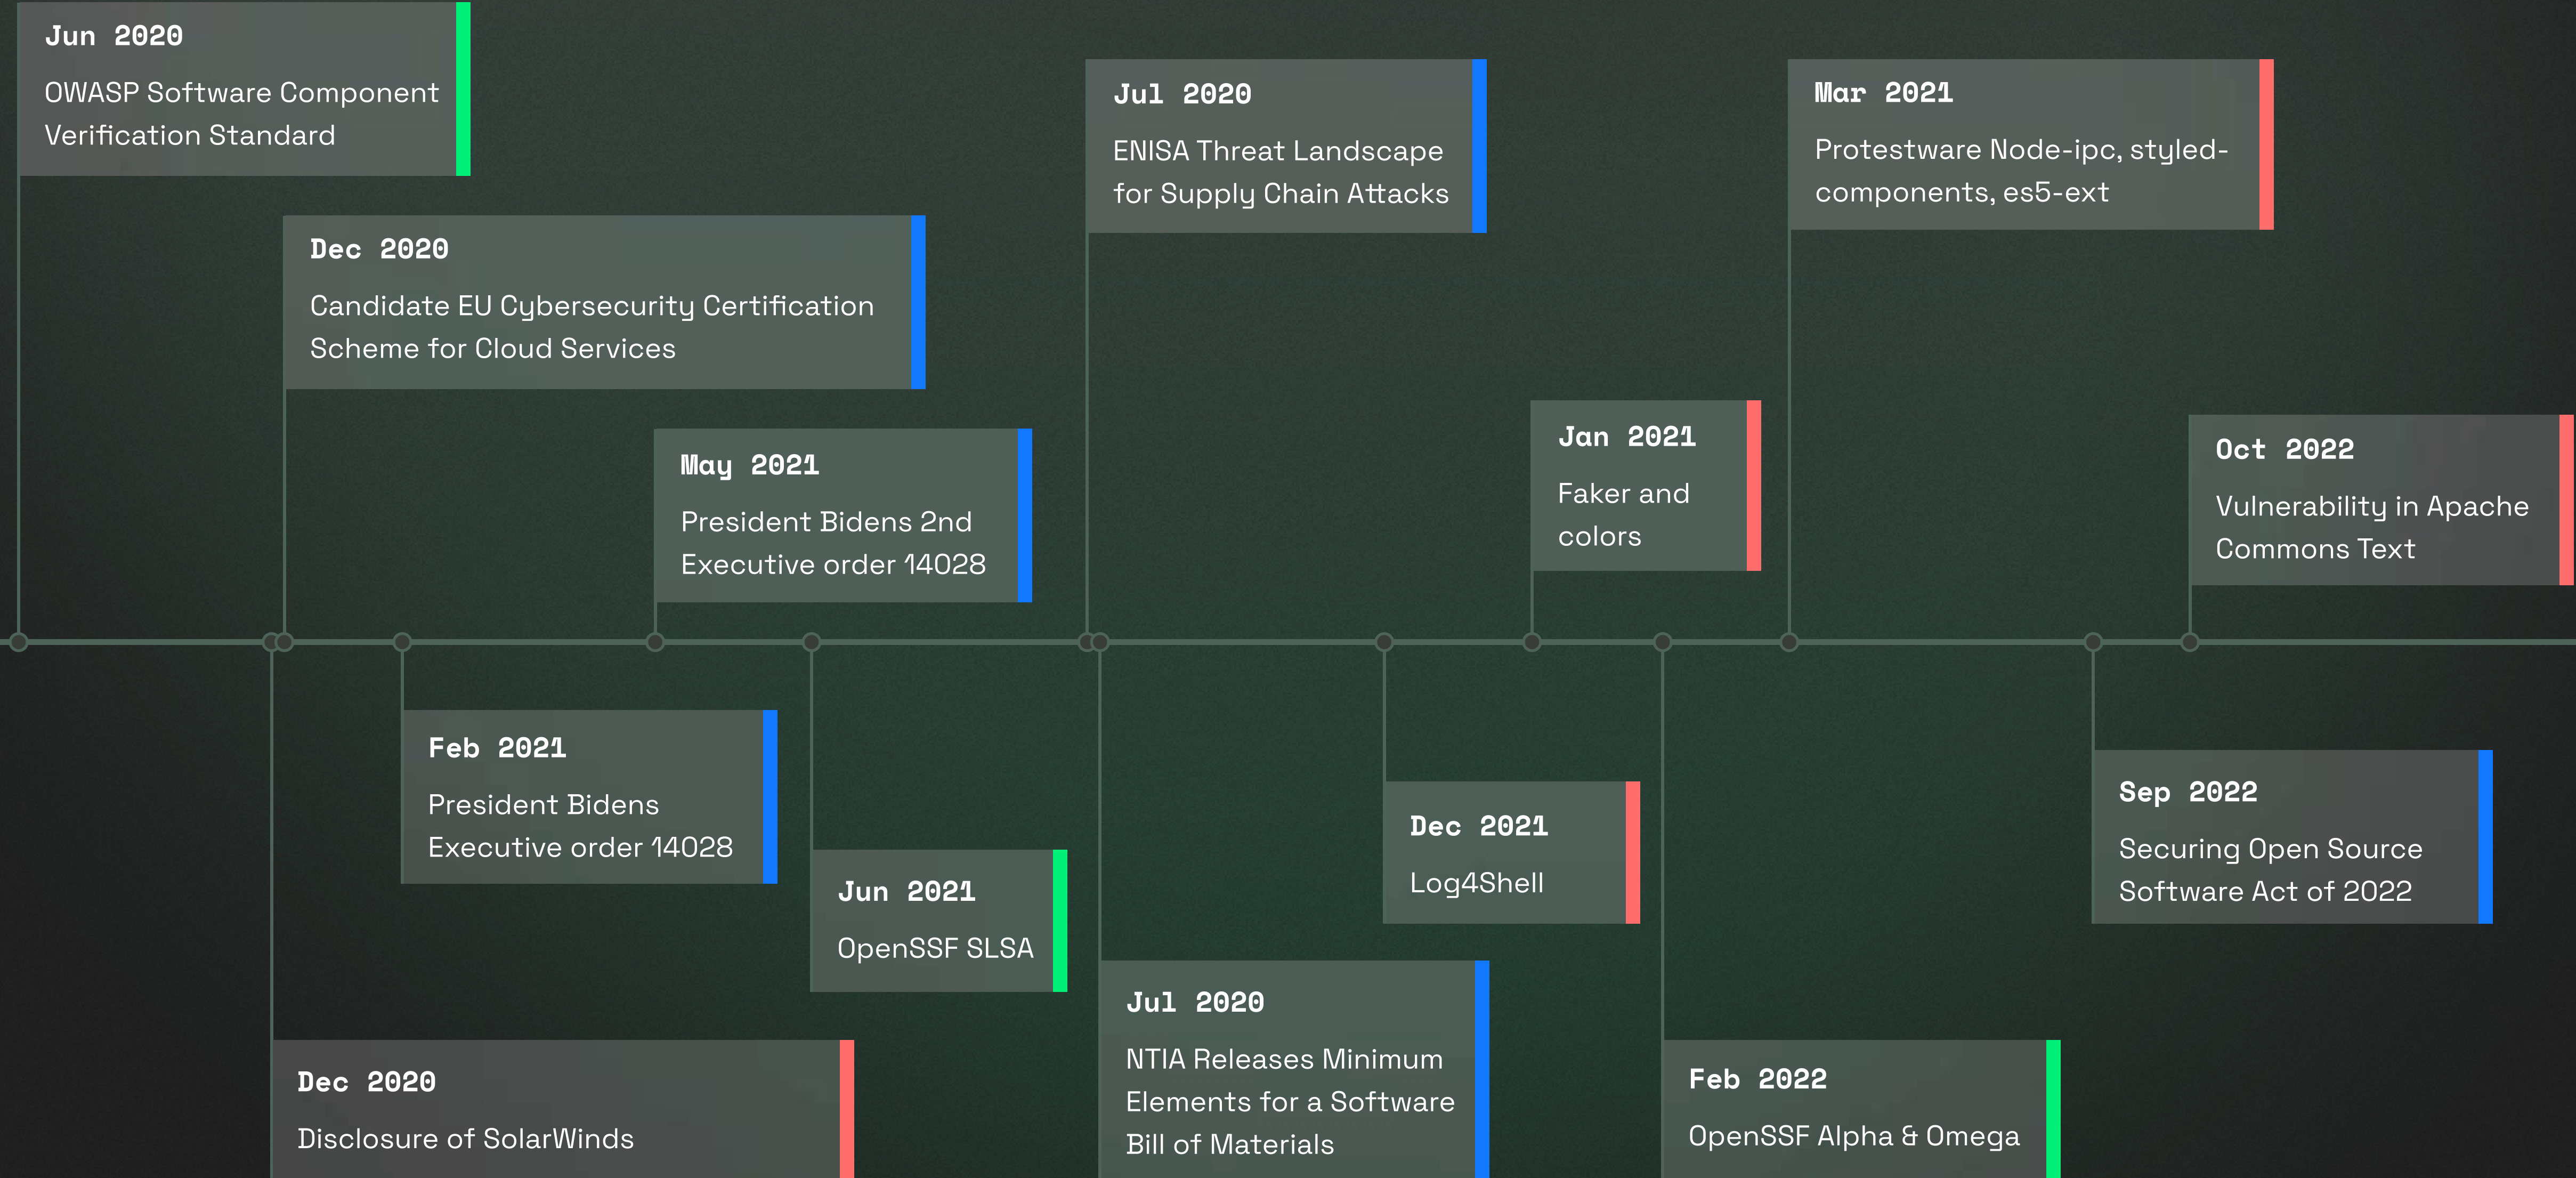 Jun 2020
OWASP Software Component
Verification Standard
Jul 2020
ENISA Threat Landscape
for Supply Chain Attacks
Mar 2021
Protestware Node-ipc, styled-
components, es5-ext
Dec 2020
Candidate EU Cybersecurity Certification
Scheme for Cloud Services
May 2021
President Bidens 2nd
Executive order 14028
Jan 2021
Faker and
colors
Oct 2022
Vulnerability in Apache
Commons Text
Feb 2021
President Bidens
Executive order 14028
Jun 2021
OpenSSF SLSA
Dec 2021
Log4Shell
Sep 2022
Securing Open Source
Software Act of 2022
Dec 2020
Disclosure of SolarWinds
Jul 2020
NTIA Releases Minimum
Elements for a Software
Bill of Materials
Feb 2022
OpenSSF Alpha & Omega